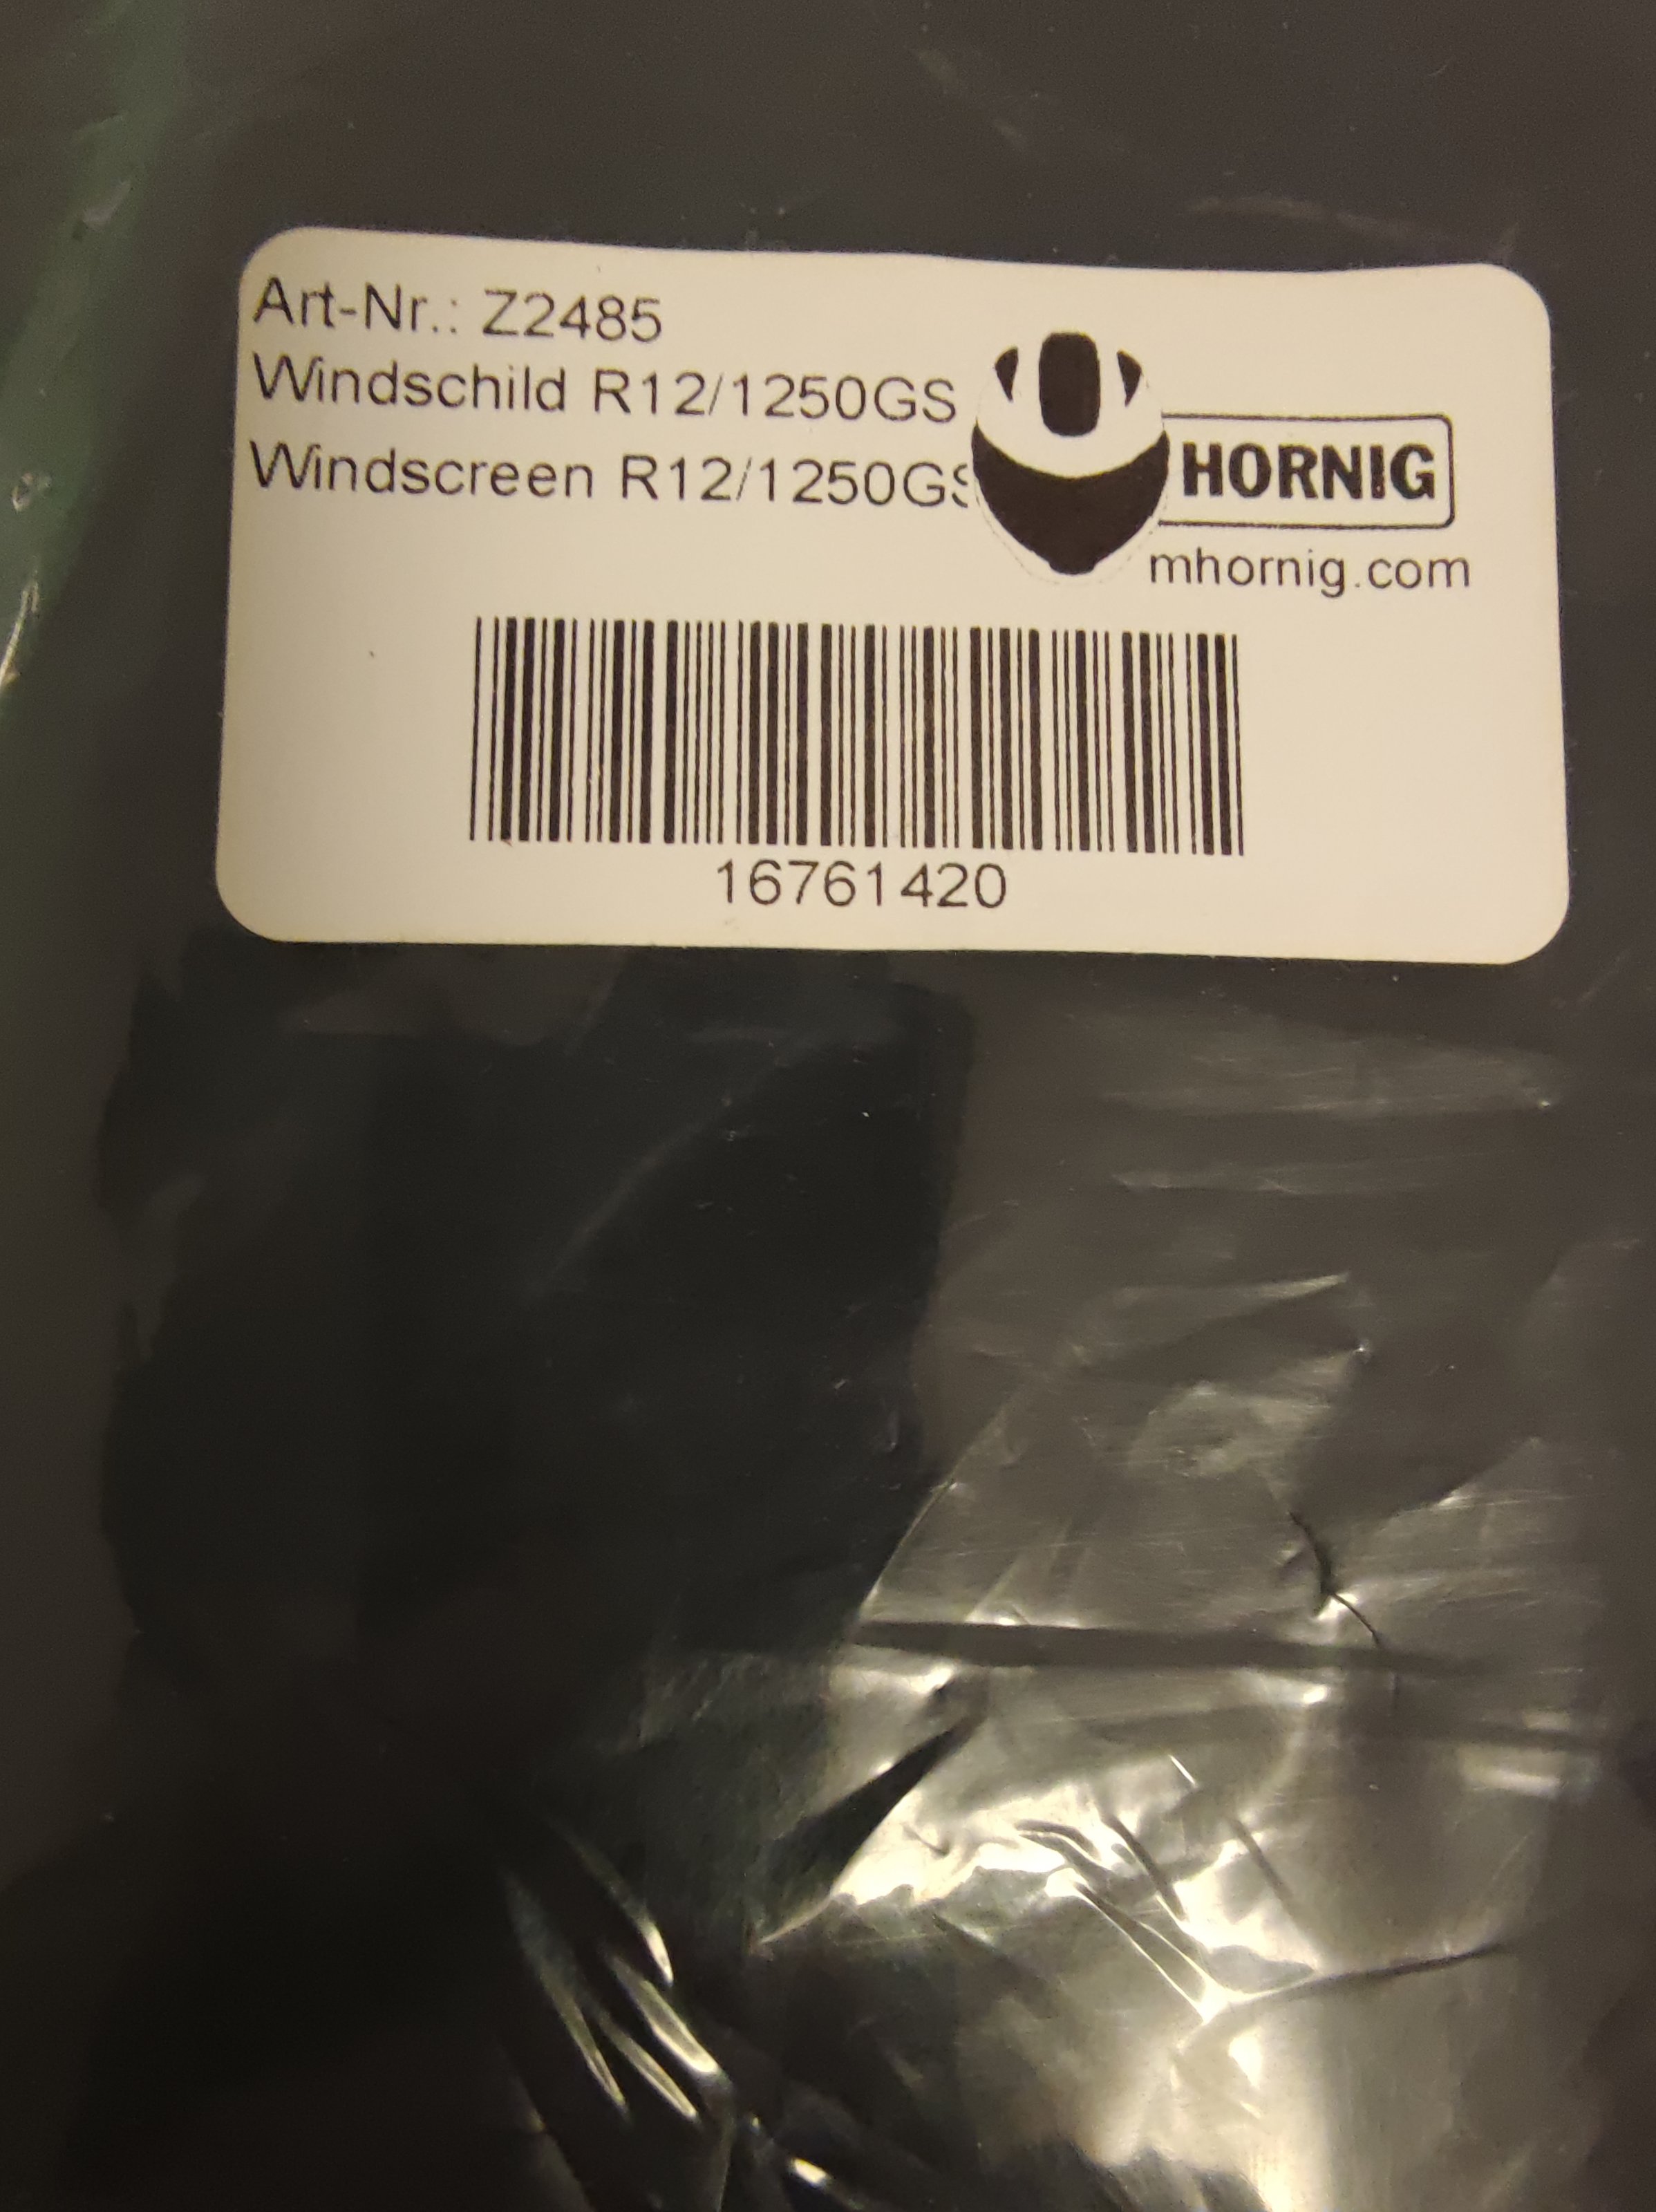 Art-Nr.: Z2485
Windschild R12/1250GS
Windscreen R12/1250GS
HORNIG
mhornig.com
16761420